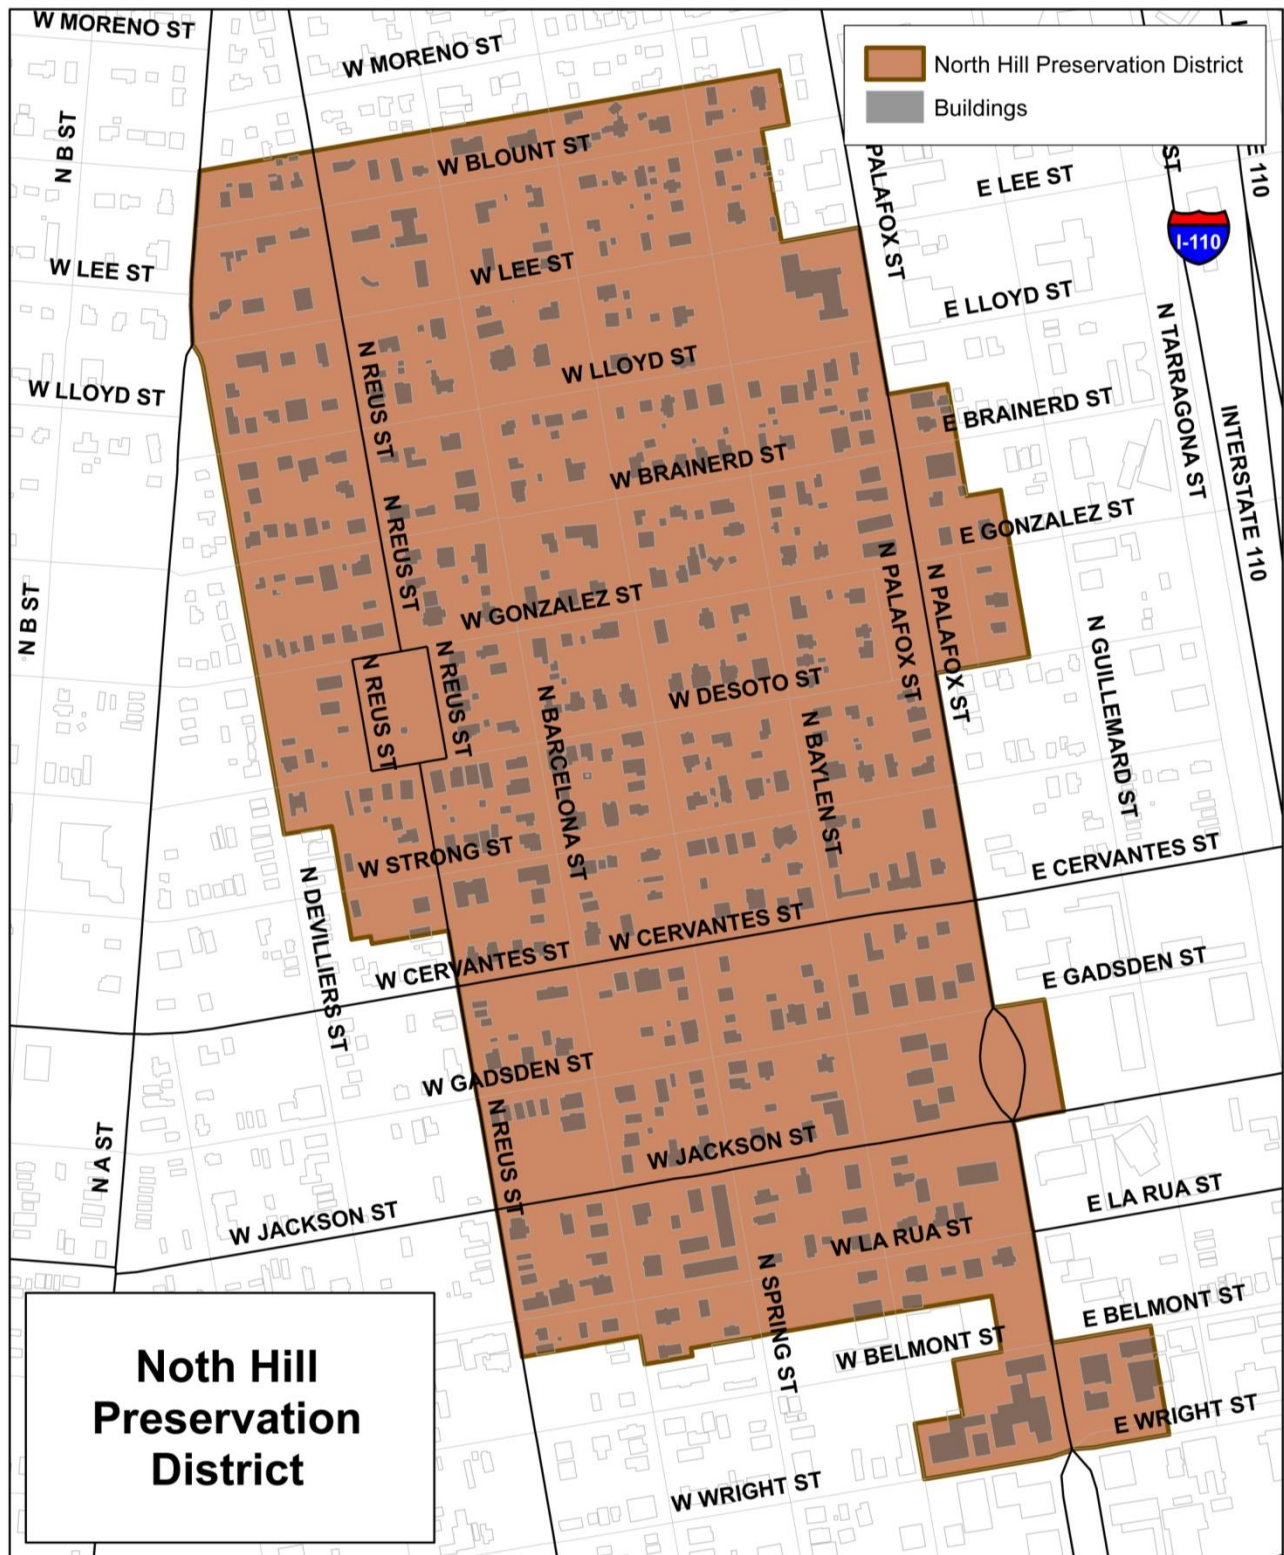 W MORENO ST
W MORENO ST
North Hill Preservation District
Buildings
N B ST
W BLOUNT ST
PALAFOX ST
ST
E 110
E LEE ST
I-110
W LEE ST
W LEE ST
E LLOYD ST
N TARRAGONA ST
N REUS ST
W LLOYD ST
W LLOYD ST
E BRAINERD ST
INTERSTATE 110
W BRAINERD ST
N REUS ST
E GONZALEZ ST
N PALAFOX ST
N PALAFOX ST
N B ST
W GONZALEZ ST
N GUILLEMARD ST
N REUS ST
N REUS ST
W DESOTO ST
N BARCELONA ST
N BAYLEN ST
W STRONG ST
E CERVANTES ST
N DEVILLIERS ST
W CERVANTES ST
W CERVANTES ST
E GADSDEN ST
W GADSDEN ST
N REUS ST
N A ST
W JACKSON ST
W JACKSON ST
E LA RUA ST
W LA RUA ST
N SPRING ST
E BELMONT ST
W BELMONT ST
E WRIGHT ST
W WRIGHT ST
Noth Hill
Preservation
District